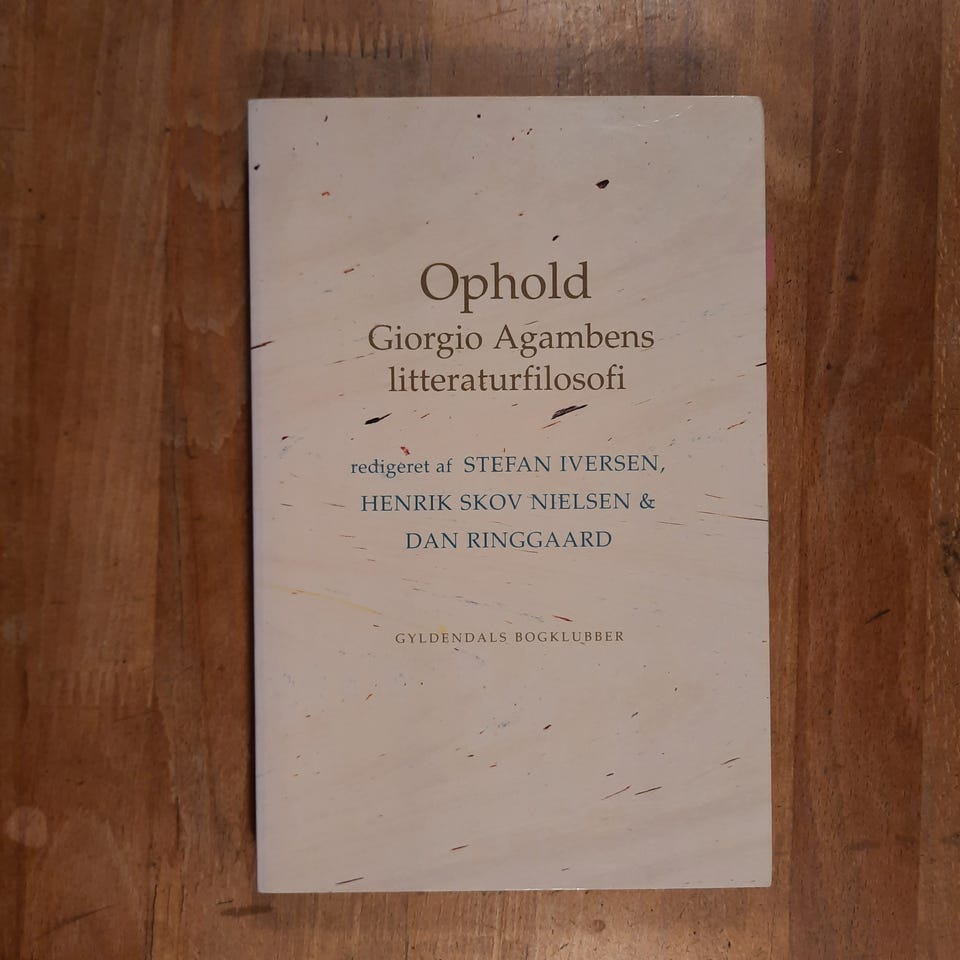 Ophold
Giorgio Agambens
litteraturfilosofi
redigeret af STEFAN IVERSEN,
HENRIK SKOV NIELSEN &
DAN RINGGAARD
GYLDENDALS BOGKLUBBER